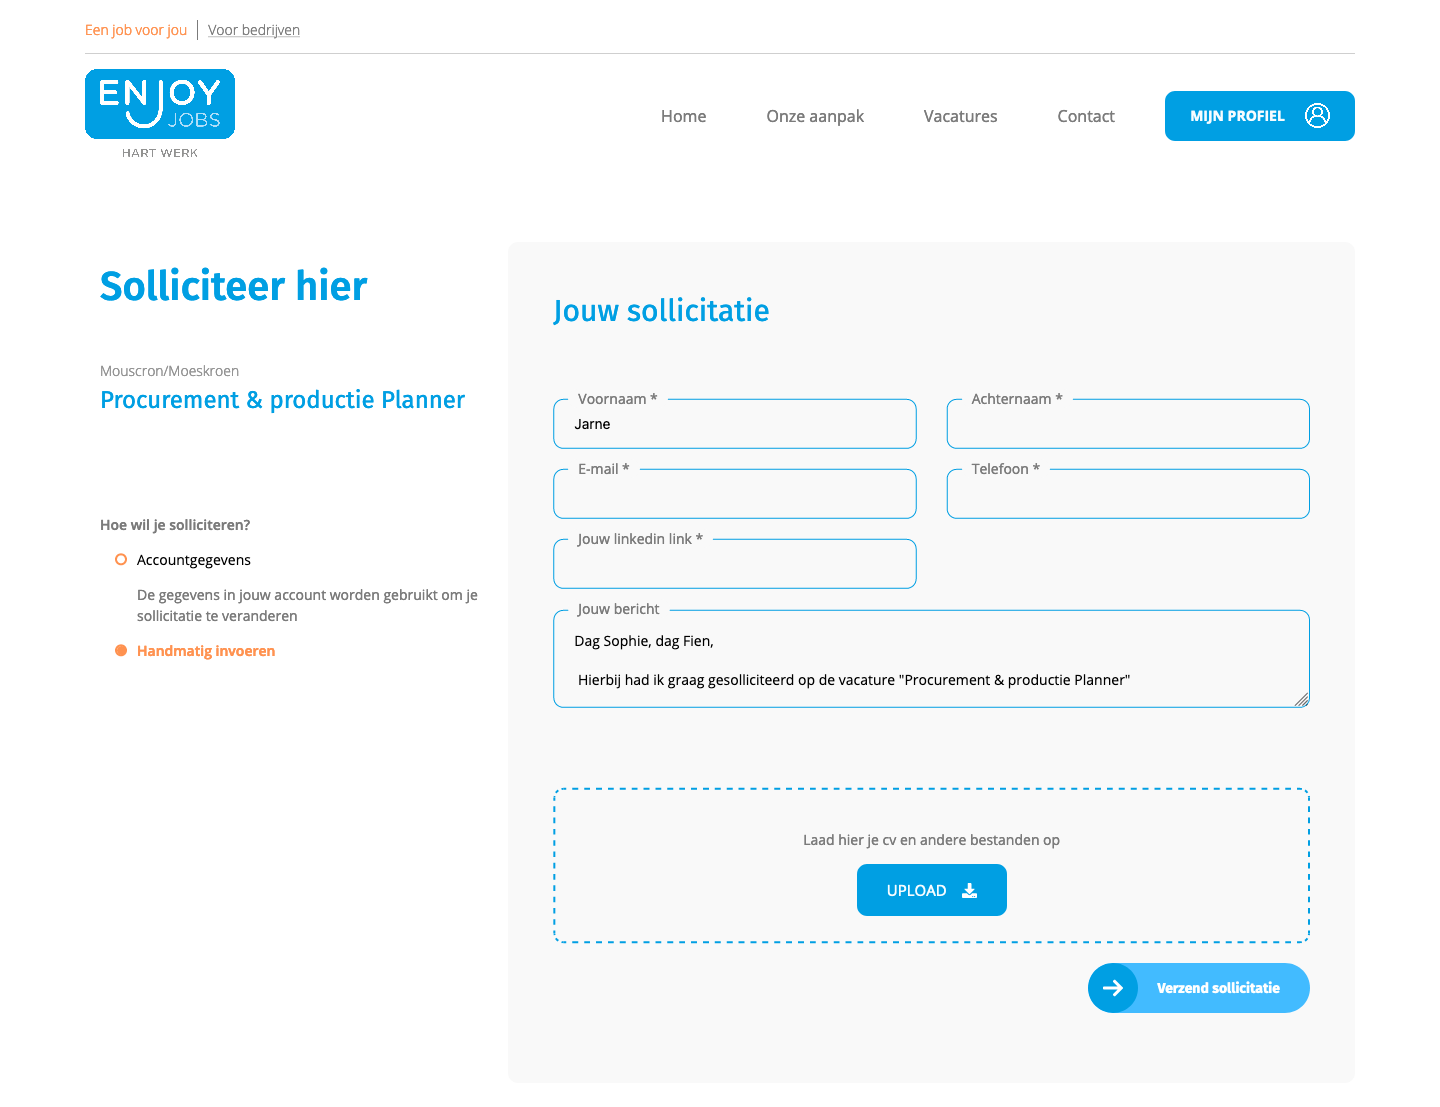 Een job voor jou
Voor bedrijven
ENJOY
JOBS
HART WERK
Home
Onze aanpak
Vacatures
Contact
MIJN PROFIEL
Solliciteer hier
Mouscron/Moeskroen
Procurement & productie Planner
Hoe wil je solliciteren?
Accountgegevens
De gegevens in jouw account worden gebruikt om je
sollicitatie te veranderen
Handmatig invoeren
Jouw sollicitatie
Voornaam *
Jarne
Achternaam *
E-mail *
Telefoon *
Jouw linkedin link *
Jouw bericht
Dag Sophie, dag Fien,
Hierbij had ik graag gesolliciteerd op de vacature "Procurement & productie Planner"
Laad hier je cv en andere bestanden op
UPLOAD
Verzend sollicitatie